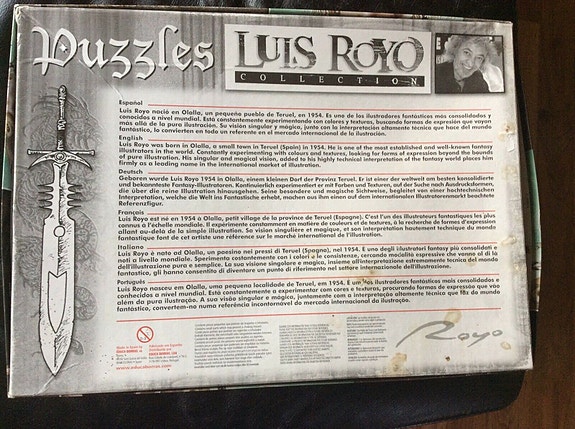 Puzzles
LUIS ROYO
COLLECTION
Español
Luis Royo nació en Olalla, un pequeño pueblo de Teruel, en 1954. Es uno de los ilustradores fantásticos más consolidados y
conocidos a nivel mundial. Está constantemente experimentando con colores y texturas, buscando formas de expresión que vayan
más allá de la pura ilustración. Su visión singular y mágica, junto con la interpretación altamente técnica que hace del mundo
fantástico, lo convierten en todo un referente en el mercado internacional de la ilustración.
English
Luis Royo was born in Olalla, a small town in Teruel (Spain) in 1954. He is one of the most established and well-known fantasy
illustrators in the world. Constantly experimenting with colours and textures, looking for forms of expression beyond the bounds
of pure illustration. His singular and magical vision, added to his highly technical interpretation of the fantasy world places him
firmly as a leading name in the international market of illustration.
Deutsch
Geboren wurde Luis Royo 1954 in Olalla, einem kleinen Dorf der Provinz Teruel. Er ist einer der weltweit am besten konsolidierten
und bekannten Fantasy-Illustratoren. Kontinuierlich experimentiert er mit Farben und Texturen, auf der Suche nach Ausdrucksformen,
die über die reine Illustration hinausgehen. Seine besondere und magische Sichtweise, begleitet von einer hochtechnischen
Interpretation, welche die Welt ins Fantastische erhebt, machen aus ihm einen auf dem internationalen Illustratorenmarkt beachtete
Referenzfigur.
Français
Luis Royo est né en 1954 à Olalla, petit village de la province de Teruel (Espagne). C'est l'un des illustrateurs fantastiques les plus
connus à l'échelle mondiale. Il experimente constamment en matière de couleurs et de textures, à la recherche de formes d'expression
allant au-delà de la simple illustration. Sa vision singulière et magique, et son interprétation hautement technique du monde
fantastique font de cet artiste une référence sur le marché international de l'illustration.
Italiano
Luis Royo è nato a Olalla, un paesino nei pressi di Teruel (Spagna), nel 1954. È uno degli illustratori fantasy più consolidati e
noti a livello mondiale. Sperimenta costantemente con i colori e le consistenze, cercando modalità espressive che vanno al di là
dell'illustrazione pura e semplice. La sua visione singolare e magica, insieme all'interpretazione estremamente tecnica del mondo
fantastico, gli hanno consentito di diventare un punto di riferimento nel settore internazionale dell'illustrazione.
Português
Luis Royo nasceu em Olalla, uma pequena localidade de Teruel, em 1954. É um dos ilustradores fantásticos mais consolidados e
conhecidos a nível mundial. Está constantemente a experimentar com cores e texturas, procurando formas de expressão que vão
além da pura ilustração. A sua visão singular e mágica, juntamente com a interpretação altamente técnica que faz do mundo
fantástico, convertem-no numa referência incontornável do mercado internacional da ilustração.
www.educaborras.com
Royo